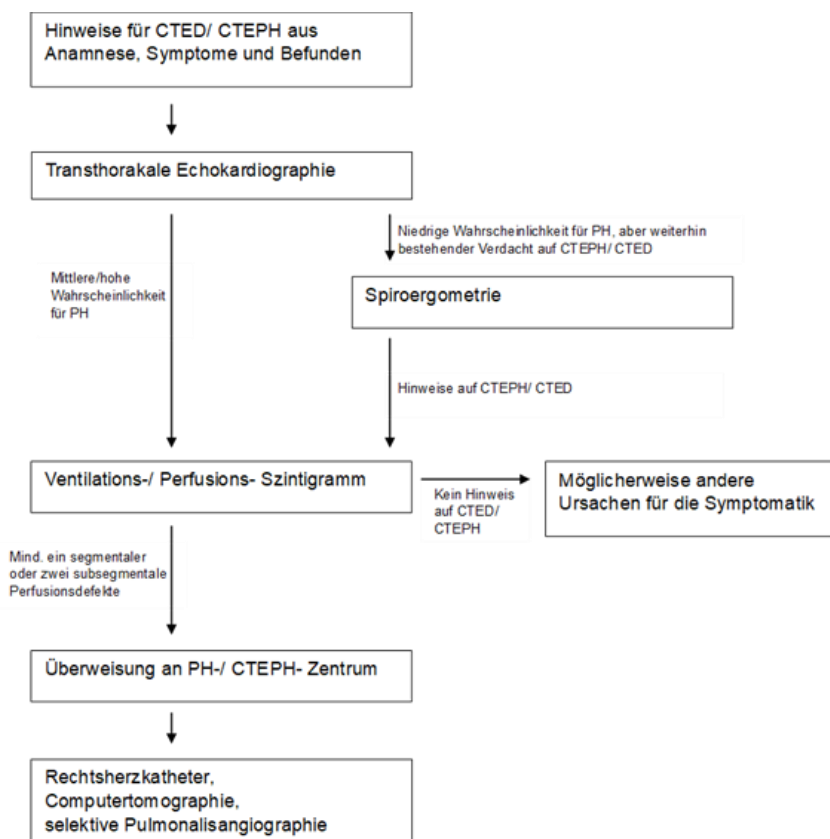 Hinweise für CTED/ CTEPH aus
Anamnese, Symptome und Befunden
Transthorakale Echokardiographie
Niedrige Wahrscheinlichkeit für PH, aber weiterhin
bestehender Verdacht auf CTEPH/ CTED
Mittlere/hohe
Wahrscheinlichkeit
für PH
Spiroergometrie
Hinweise auf CTEPH/ CTED
Ventilations-/ Perfusions- Szintigramm
Kein Hinweis
auf CTED/
CTEPH
Möglicherweise andere
Ursachen für die Symptomatik
Mind. ein segmentaler
oder zwei subsegmentale
Perfusionsdefekte
Überweisung an PH-/ CTEPH- Zentrum
Rechtsherzkatheter,
Computertomographie,
selektive Pulmonalisangiographie